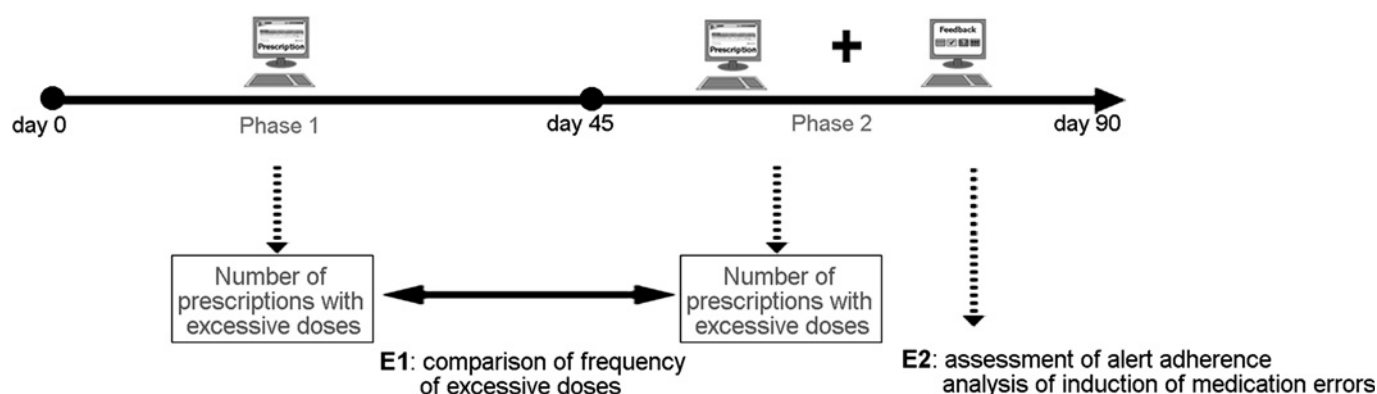 Prescription
Prescription
+
Feedback
day 0
Phase 1
day 45
Phase 2
day 90
Number of
prescriptions with
excessive doses
Number of
prescriptions with
excessive doses
E1: comparison of frequency
of excessive doses
E2: assessment of alert adherence
analysis of induction of medication errors